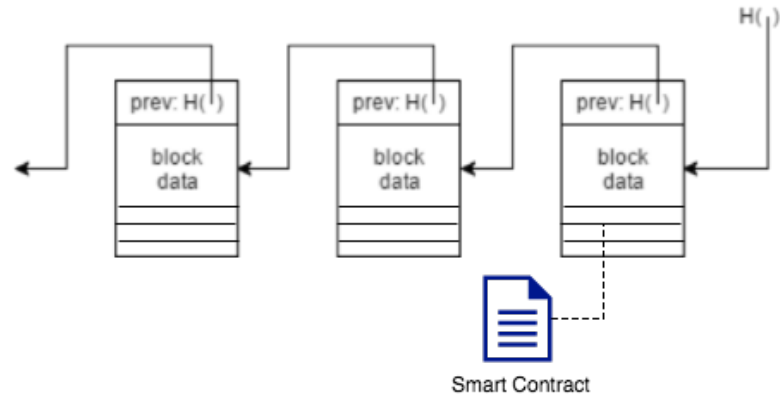 H( )
prev: H( )
prev: H( )
prev: H( )
block
data
block
data
block
data
Smart Contract